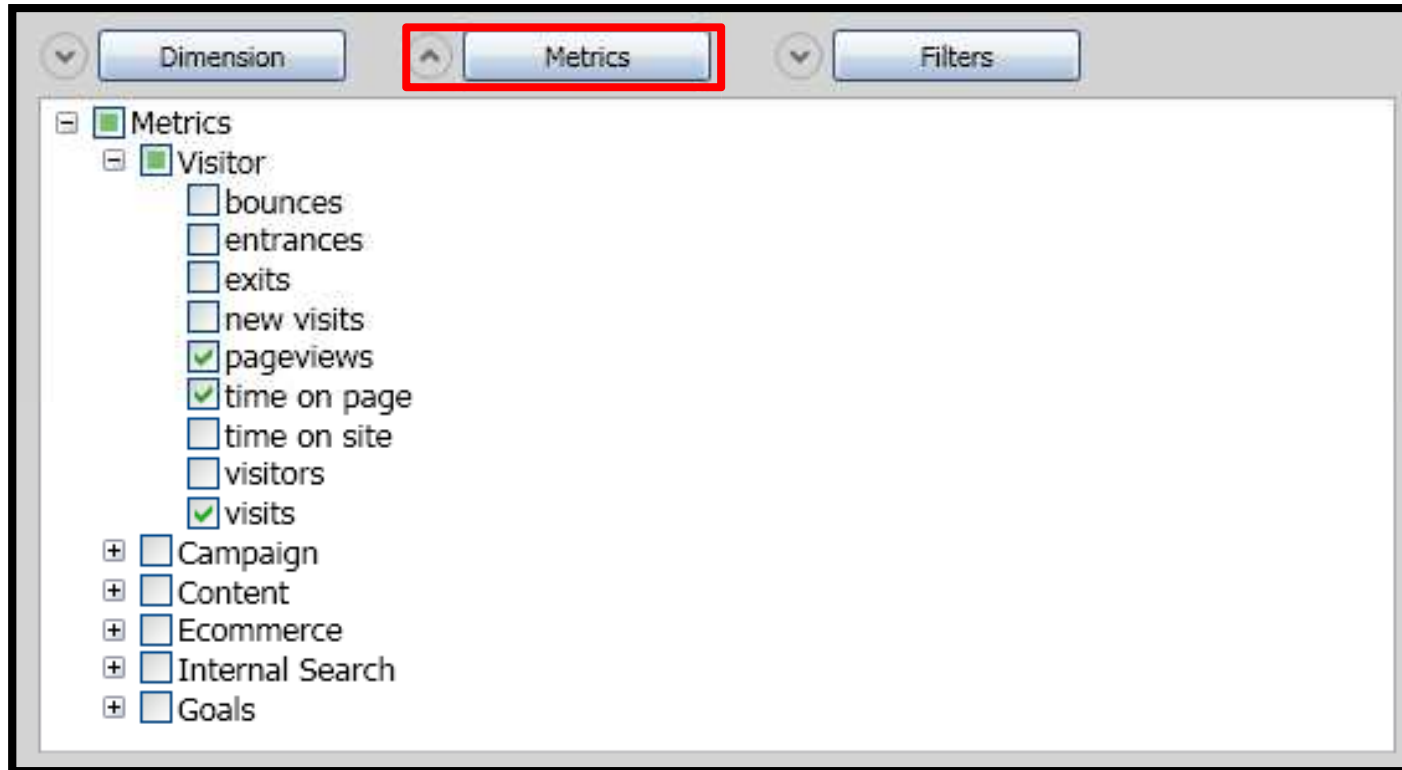 Dimension Metrics Filters
Metrics
Visitor
bounces
entrances
exits
new visits
pageviews
time on page
time on site
visitors
visits
Campaign
Content
Ecommerce
Internal Search
Goals